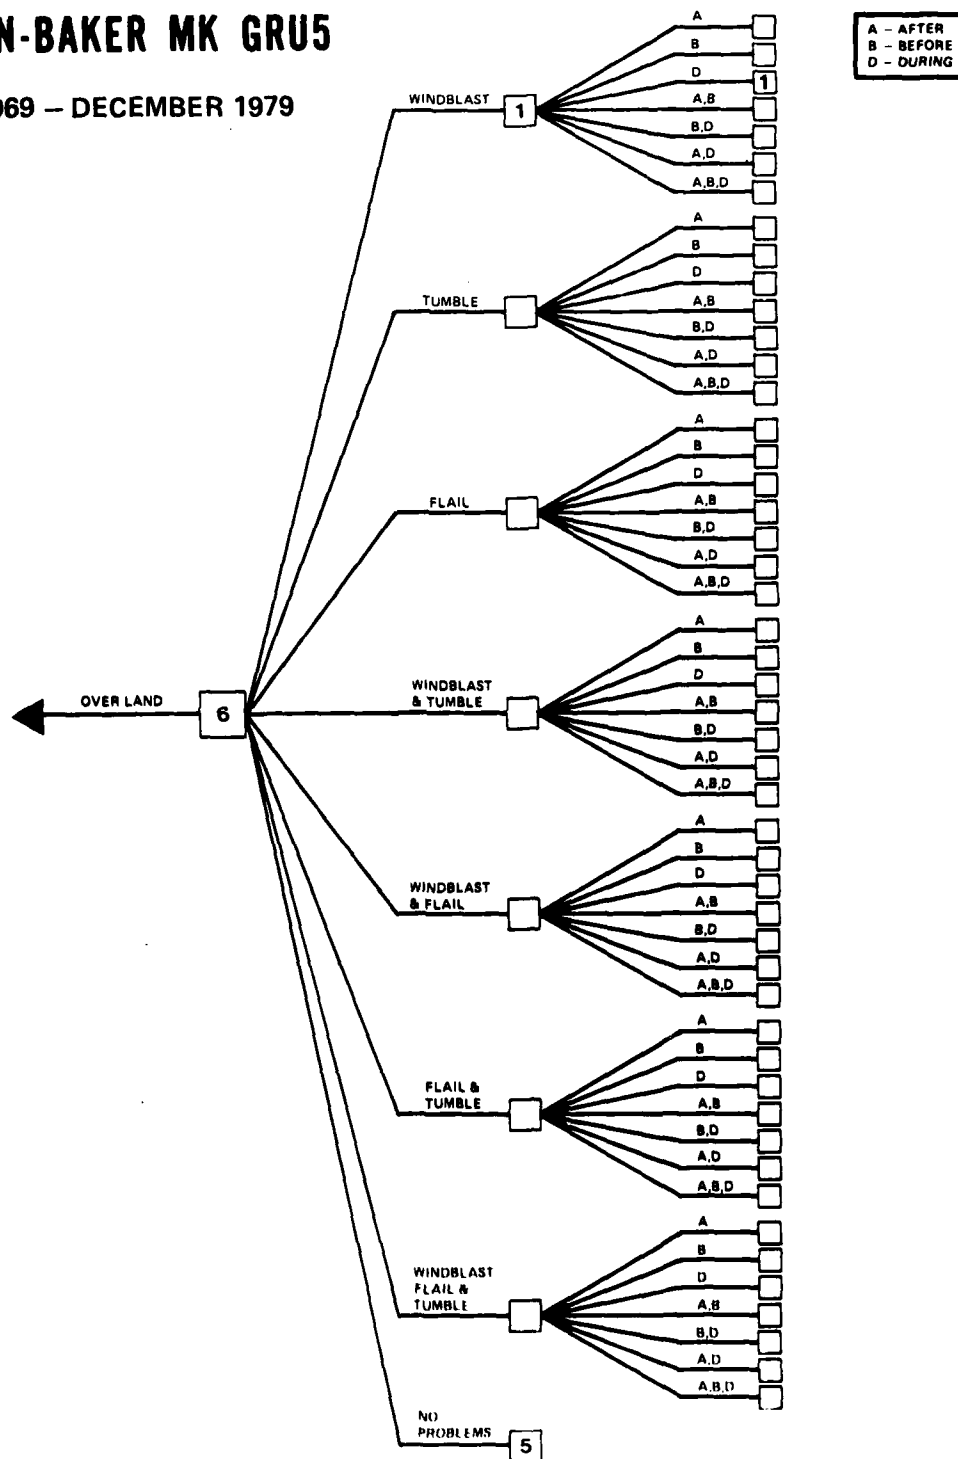 N-BAKER MK GRU5
069 – DECEMBER 1979
A – AFTER
B – BEFORE
D – DURING
OVER LAND
6
WINDBLAST
1
A
B
D
1
A,B
B,D
A,D
A,B,D
TUMBLE
A
B
D
A,B
B,D
A,D
A,B,D
FLAIL
A
B
D
A,B
B,D
A,D
A,B,D
WINDBLAST
& TUMBLE
A
B
D
A,B
B,D
A,D
A,B,D
WINDBLAST
& FLAIL
A
B
D
A,B
B,D
A,D
A,B,D
FLAIL &
TUMBLE
A
B
D
A,B
B,D
A,D
A,B,D
WINDBLAST
FLAIL &
TUMBLE
A
B
D
A,B
B,D
A,D
A,B,D
NO
PROBLEMS
5